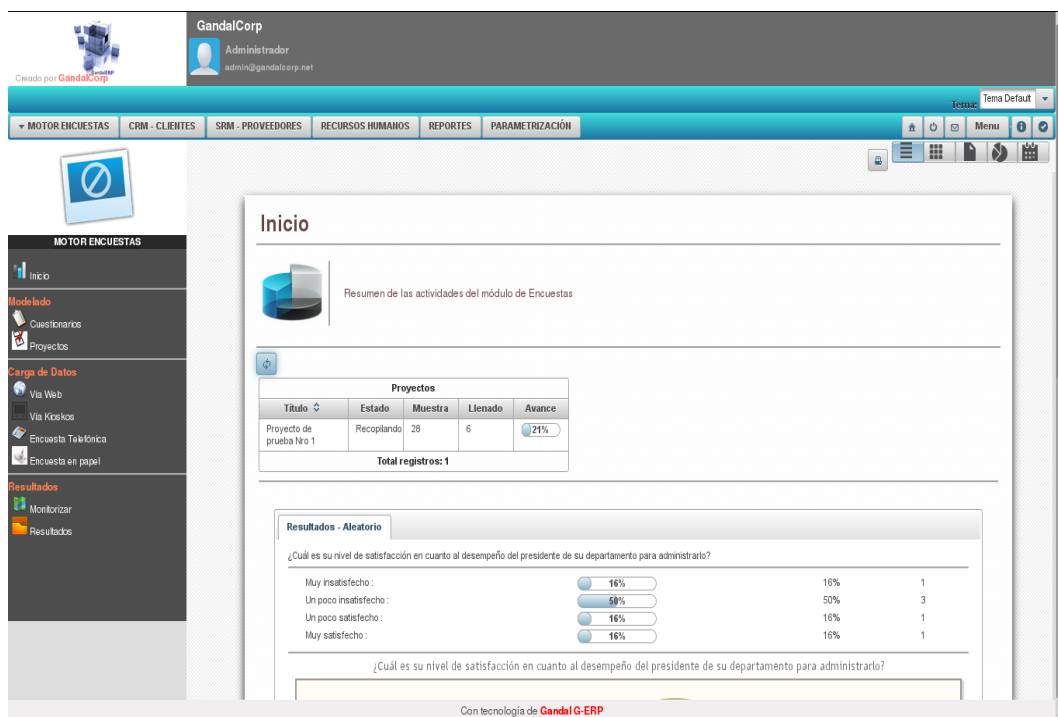 GandalERP
Creado por GandalCorp
GandalCorp
Administrador
admin@gandalcorp.net
Tema: Tema Default
MOTOR ENCUESTAS CRM - CLIENTES SRM - PROVEEDORES RECURSOS HUMANOS REPORTES PARAMETRIZACIÓN Menu
MOTOR ENCUESTAS
Inicio
Modelado
Cuestionarios
Proyectos
Carga de Datos
Via Web
Via Kioskos
Encuesta Telefónica
Encuesta en papel
Resultados
Monitorizar
Resultados
Inicio
Resumen de las actividades del módulo de Encuestas
Proyectos
Título Estado Muestra Llenado Avance
Proyecto de prueba Nro 1 Recopilando 28 6 21%
Total registros: 1
Resultados - Aleatorio
¿Cuál es su nivel de satisfacción en cuanto al desempeño del presidente de su departamento para administrarlo?
Muy insatisfecho : 16% 16% 1
Un poco insatisfecho : 50% 50% 3
Un poco satisfecho : 16% 16% 1
Muy satisfecho : 16% 16% 1
¿Cuál es su nivel de satisfacción en cuanto al desempeño del presidente de su departamento para administrarlo?
Con tecnología de Gandal G-ERP